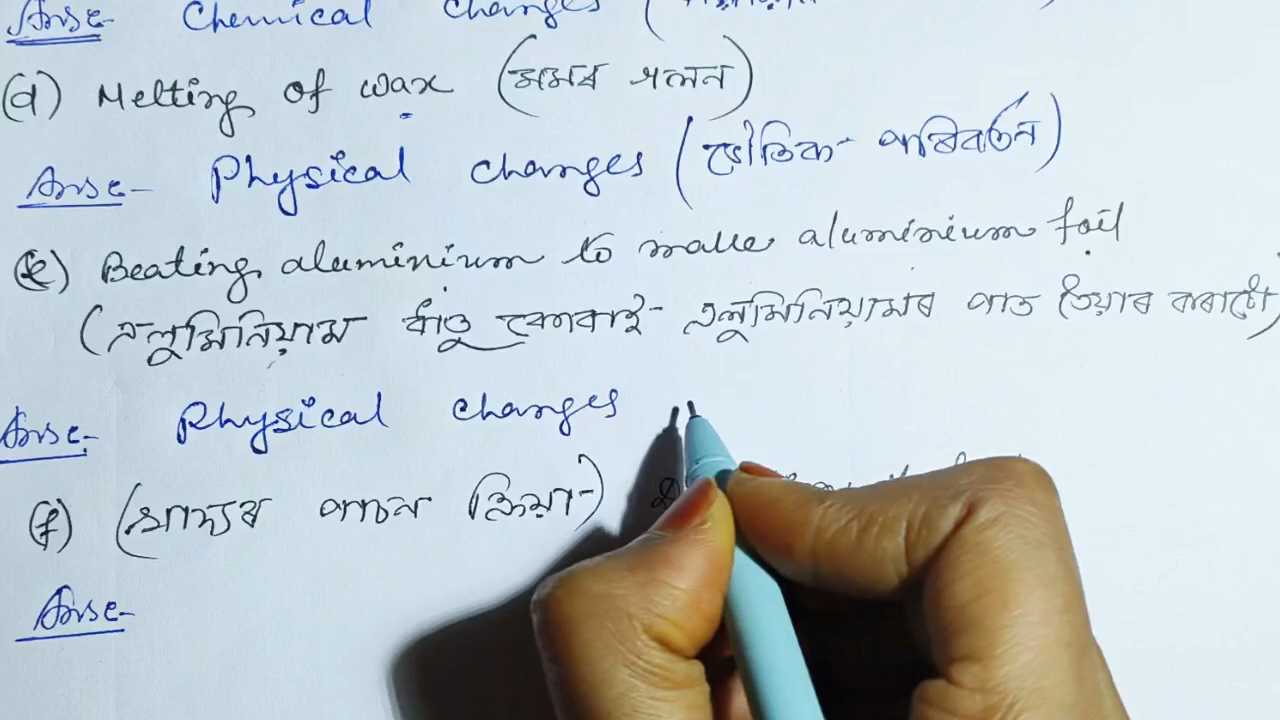 Ans:- Chemical changes (
(d) Melting of wax (মমৰ গলন)
Ans:- Physical changes (ভৌতিক পৰিবৰ্তন)
(e) Beating aluminium to make aluminium foil
(এলুমিনিয়াম এলুমিনিয়ামৰ পাত তৈয়াৰ কৰাটো)
Ans:- Physical changes
(f) (খাদ্যৰ পাচন ক্ৰিয়া-)
Ans:-